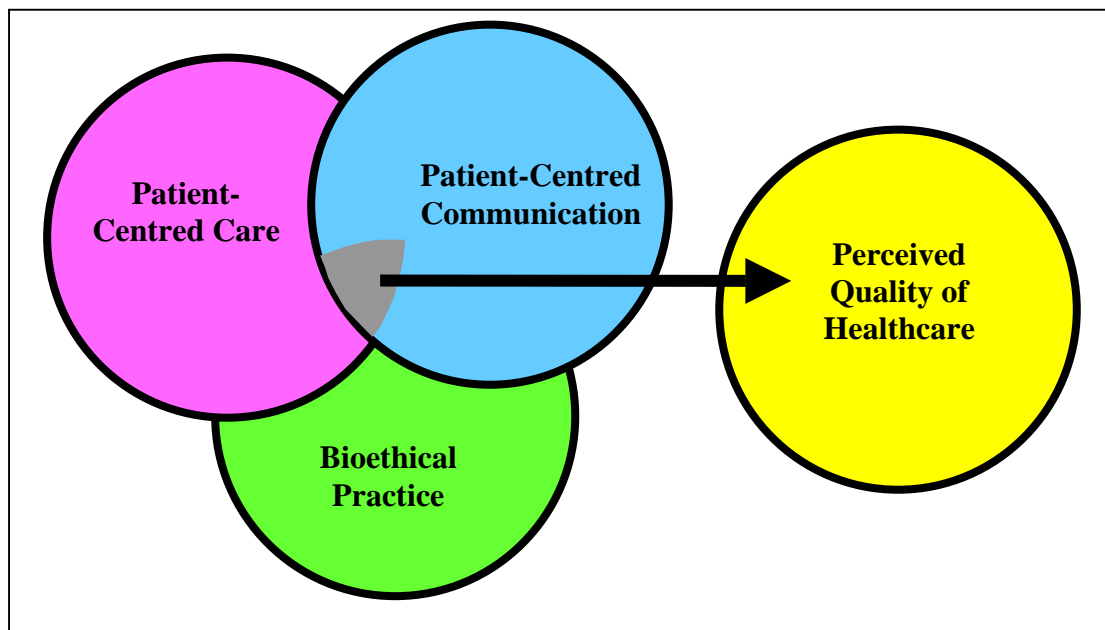 Patient-
Centred Care
Patient-Centred
Communication
Perceived
Quality of
Healthcare
Bioethical
Practice